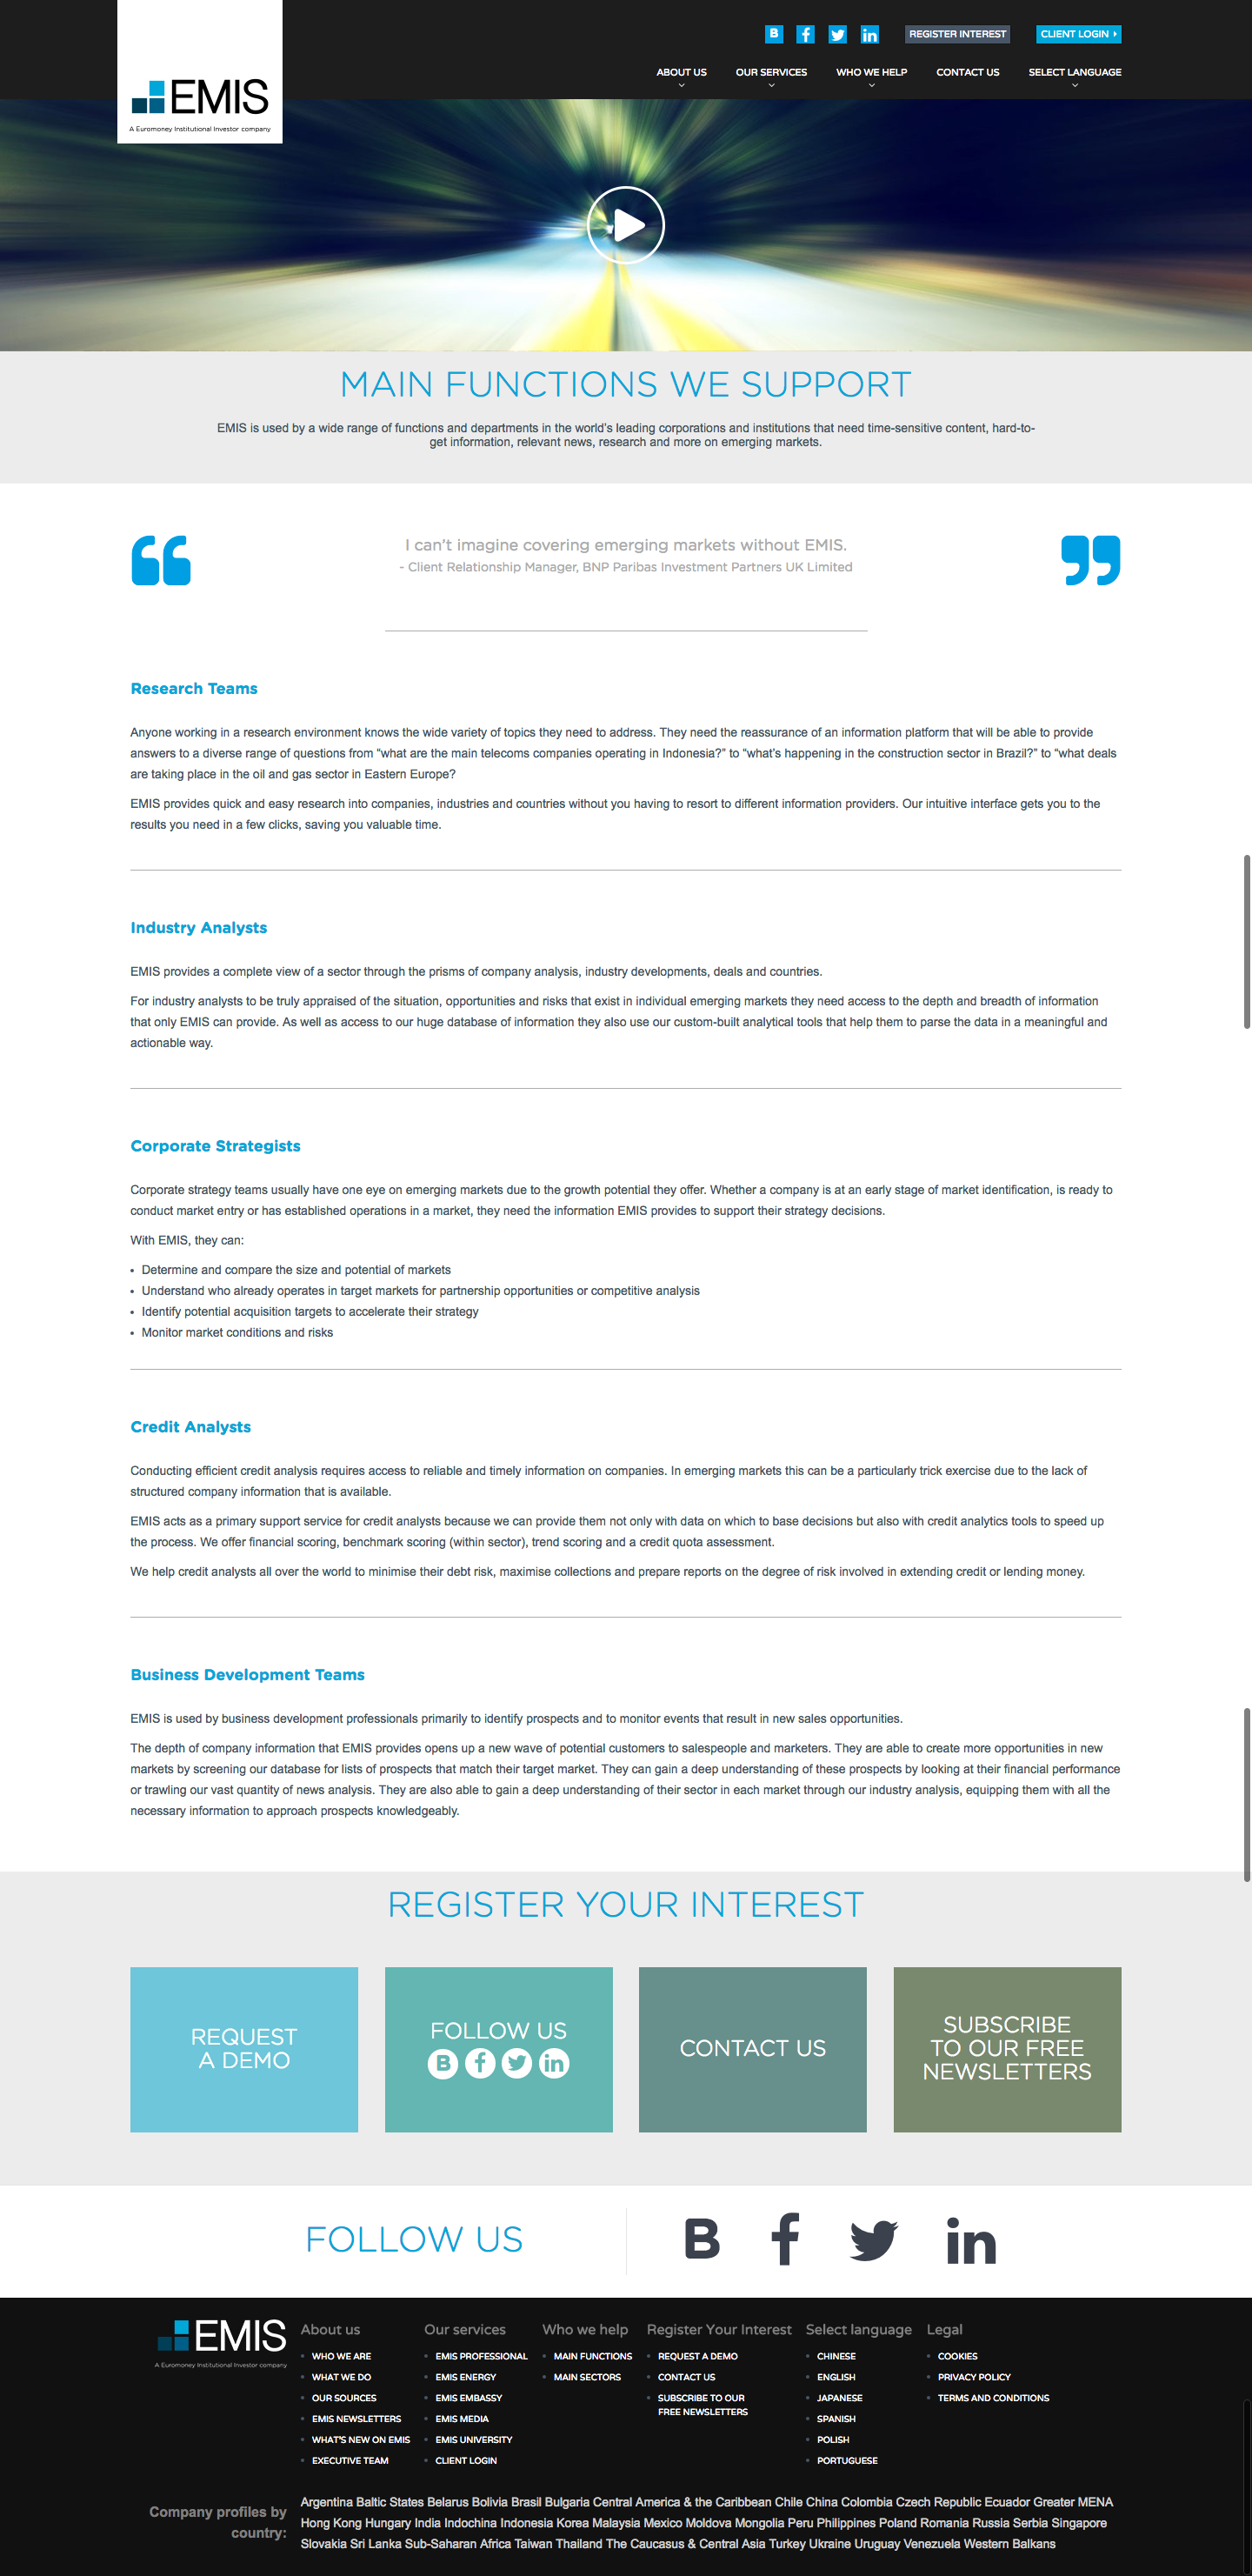 B
REGISTER INTEREST
CLIENT LOGIN
EMIS
A Euromoney Institutional Investor company
ABOUT US
OUR SERVICES
WHO WE HELP
CONTACT US
SELECT LANGUAGE
MAIN FUNCTIONS WE SUPPORT
EMIS is used by a wide range of functions and departments in the world’s leading corporations and institutions that need time-sensitive content, hard-to-
get information, relevant news, research and more on emerging markets.
I can’t imagine covering emerging markets without EMIS.
- Client Relationship Manager, BNP Paribas Investment Partners UK Limited
Research Teams
Anyone working in a research environment knows the wide variety of topics they need to address. They need the reassurance of an information platform that will be able to provide
answers to a diverse range of questions from “what are the main telecoms companies operating in Indonesia?” to “what’s happening in the construction sector in Brazil?” to “what deals
are taking place in the oil and gas sector in Eastern Europe?
EMIS provides quick and easy research into companies, industries and countries without you having to resort to different information providers. Our intuitive interface gets you to the
results you need in a few clicks, saving you valuable time.
Industry Analysts
EMIS provides a complete view of a sector through the prisms of company analysis, industry developments, deals and countries.
For industry analysts to be truly appraised of the situation, opportunities and risks that exist in individual emerging markets they need access to the depth and breadth of information
that only EMIS can provide. As well as access to our huge database of information they also use our custom-built analytical tools that help them to parse the data in a meaningful and
actionable way.
Corporate Strategists
Corporate strategy teams usually have one eye on emerging markets due to the growth potential they offer. Whether a company is at an early stage of market identification, is ready to
conduct market entry or has established operations in a market, they need the information EMIS provides to support their strategy decisions.
With EMIS, they can:
• Determine and compare the size and potential of markets
• Understand who already operates in target markets for partnership opportunities or competitive analysis
• Identify potential acquisition targets to accelerate their strategy
• Monitor market conditions and risks
Credit Analysts
Conducting efficient credit analysis requires access to reliable and timely information on companies. In emerging markets this can be a particularly trick exercise due to the lack of
structured company information that is available.
EMIS acts as a primary support service for credit analysts because we can provide them not only with data on which to base decisions but also with credit analytics tools to speed up
the process. We offer financial scoring, benchmark scoring (within sector), trend scoring and a credit quota assessment.
We help credit analysts all over the world to minimise their debt risk, maximise collections and prepare reports on the degree of risk involved in extending credit or lending money.
Business Development Teams
EMIS is used by business development professionals primarily to identify prospects and to monitor events that result in new sales opportunities.
The depth of company information that EMIS provides opens up a new wave of potential customers to salespeople and marketers. They are able to create more opportunities in new
markets by screening our database for lists of prospects that match their target market. They can gain a deep understanding of these prospects by looking at their financial performance
or trawling our vast quantity of news analysis. They are also able to gain a deep understanding of their sector in each market through our industry analysis, equipping them with all the
necessary information to approach prospects knowledgeably.
REGISTER YOUR INTEREST
REQUEST
A DEMO
FOLLOW US
B
CONTACT US
SUBSCRIBE
TO OUR FREE
NEWSLETTERS
FOLLOW US
B
EMIS
A Euromoney Institutional Investor company
About us
WHO WE ARE
WHAT WE DO
OUR SOURCES
EMIS NEWSLETTERS
WHAT’S NEW ON EMIS
EXECUTIVE TEAM
Our services
EMIS PROFESSIONAL
EMIS ENERGY
EMIS EMBASSY
EMIS MEDIA
EMIS UNIVERSITY
CLIENT LOGIN
Who we help
MAIN FUNCTIONS
MAIN SECTORS
Register Your Interest
REQUEST A DEMO
CONTACT US
SUBSCRIBE TO OUR
FREE NEWSLETTERS
Select language
CHINESE
ENGLISH
JAPANESE
SPANISH
POLISH
PORTUGUESE
Legal
COOKIES
PRIVACY POLICY
TERMS AND CONDITIONS
Company profiles by
country:
Argentina Baltic States Belarus Bolivia Brasil Bulgaria Central America & the Caribbean Chile China Colombia Czech Republic Ecuador Greater MENA
Hong Kong Hungary India Indochina Indonesia Korea Malaysia Mexico Moldova Mongolia Peru Philippines Poland Romania Russia Serbia Singapore
Slovakia Sri Lanka Sub-Saharan Africa Taiwan Thailand The Caucasus & Central Asia Turkey Ukraine Uruguay Venezuela Western Balkans